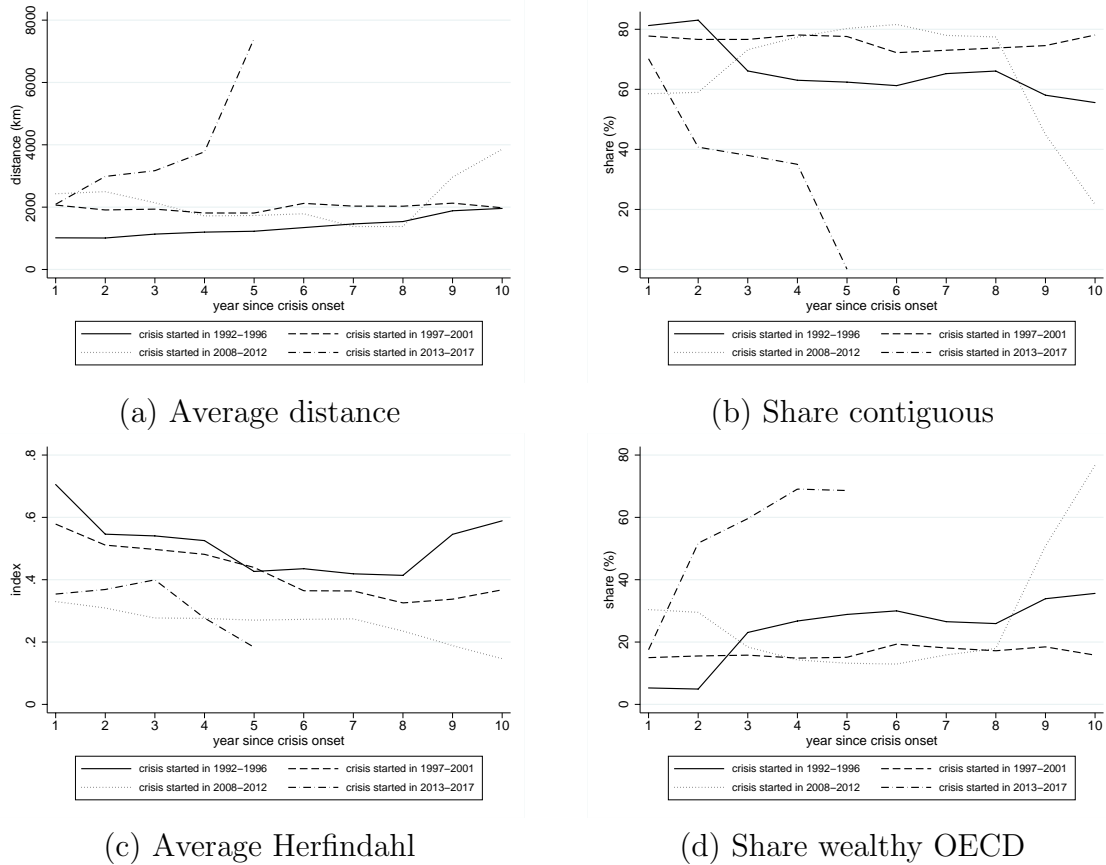 distance (km)
8000
6000
4000
2000
0
1 2 3 4 5 6 7 8 9 10
year since crisis onset
crisis started in 1992−1996 crisis started in 1997−2001
crisis started in 2008−2012 crisis started in 2013−2017
(a) Average distance
share (%)
80
60
40
20
0
1 2 3 4 5 6 7 8 9 10
year since crisis onset
crisis started in 1992−1996 crisis started in 1997−2001
crisis started in 2008−2012 crisis started in 2013−2017
(b) Share contiguous
index
.8
.6
.4
.2
0
1 2 3 4 5 6 7 8 9 10
year since crisis onset
crisis started in 1992−1996 crisis started in 1997−2001
crisis started in 2008−2012 crisis started in 2013−2017
(c) Average Herfindahl
share (%)
80
60
40
20
0
1 2 3 4 5 6 7 8 9 10
year since crisis onset
crisis started in 1992−1996 crisis started in 1997−2001
crisis started in 2008−2012 crisis started in 2013−2017
(d) Share wealthy OECD